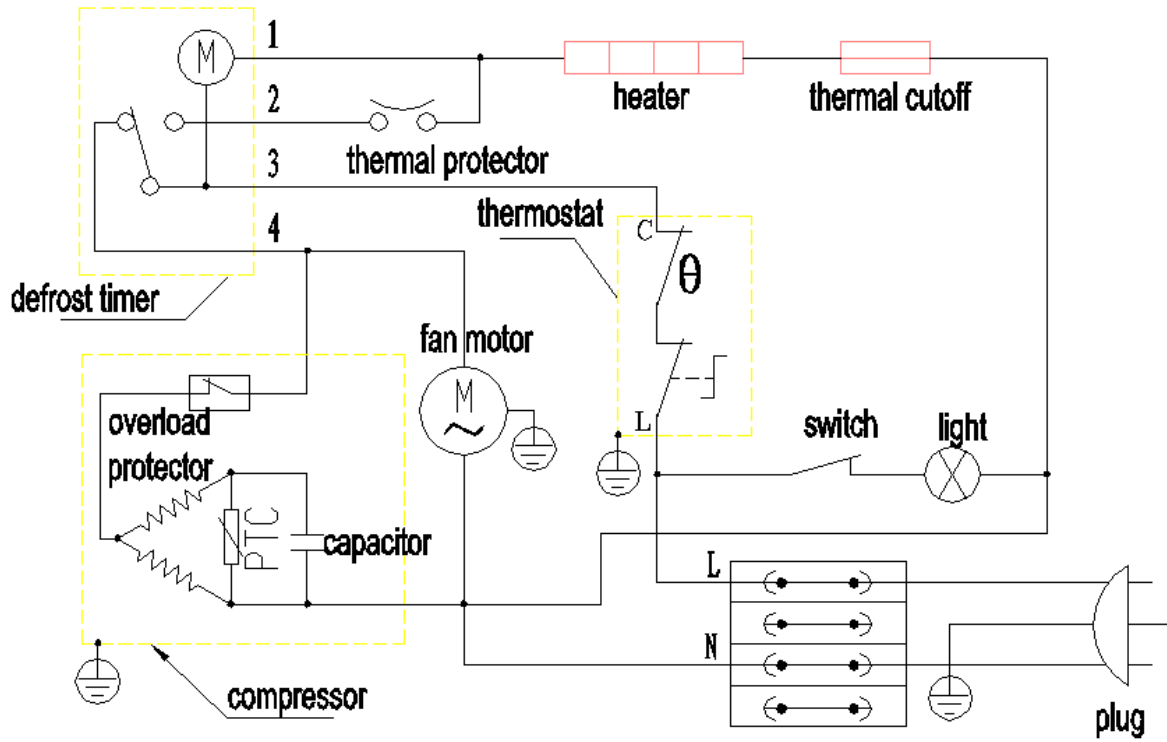 1
M
heater
thermal cutoff
2
thermal protector
3
thermostat
C
θ
4
defrost timer
fan motor
M
L
overload
protector
switch
light
PTC
capacitor
L
N
compressor
plug